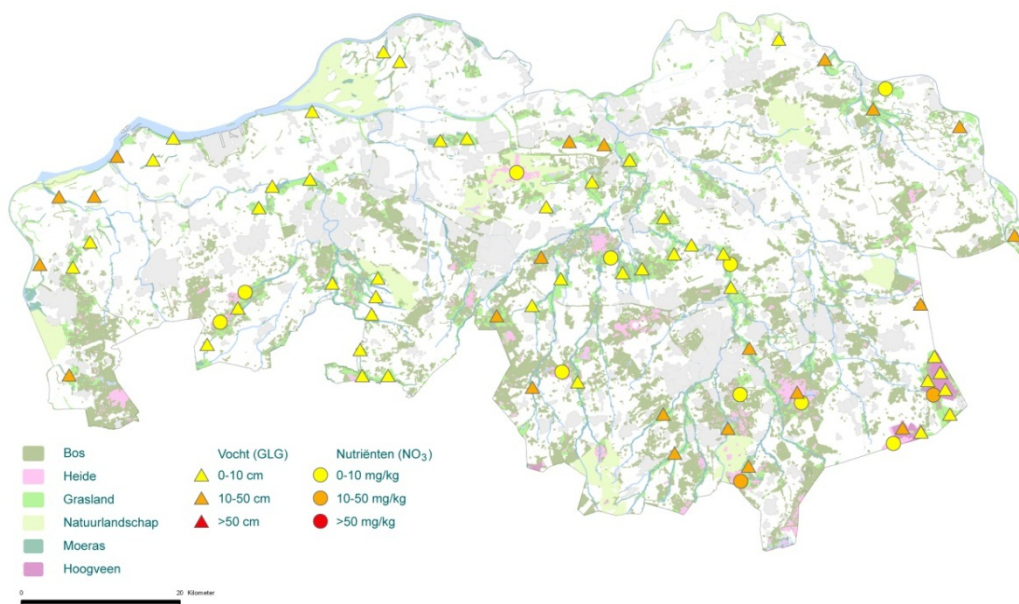 Bos
Heide
Grasland
Natuurlandschap
Moeras
Hoogveen
Vocht (GLG)
0-10 cm
10-50 cm
>50 cm
Nutriënten (NO₃)
0-10 mg/kg
10-50 mg/kg
>50 mg/kg
0 20 Kilometer